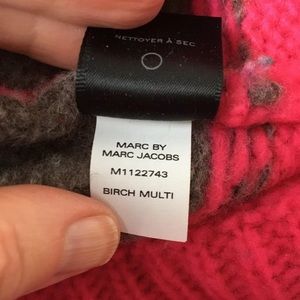 NETTOYER À SEC
MARC BY
MARC JACOBS
M1122743
BIRCH MULTI